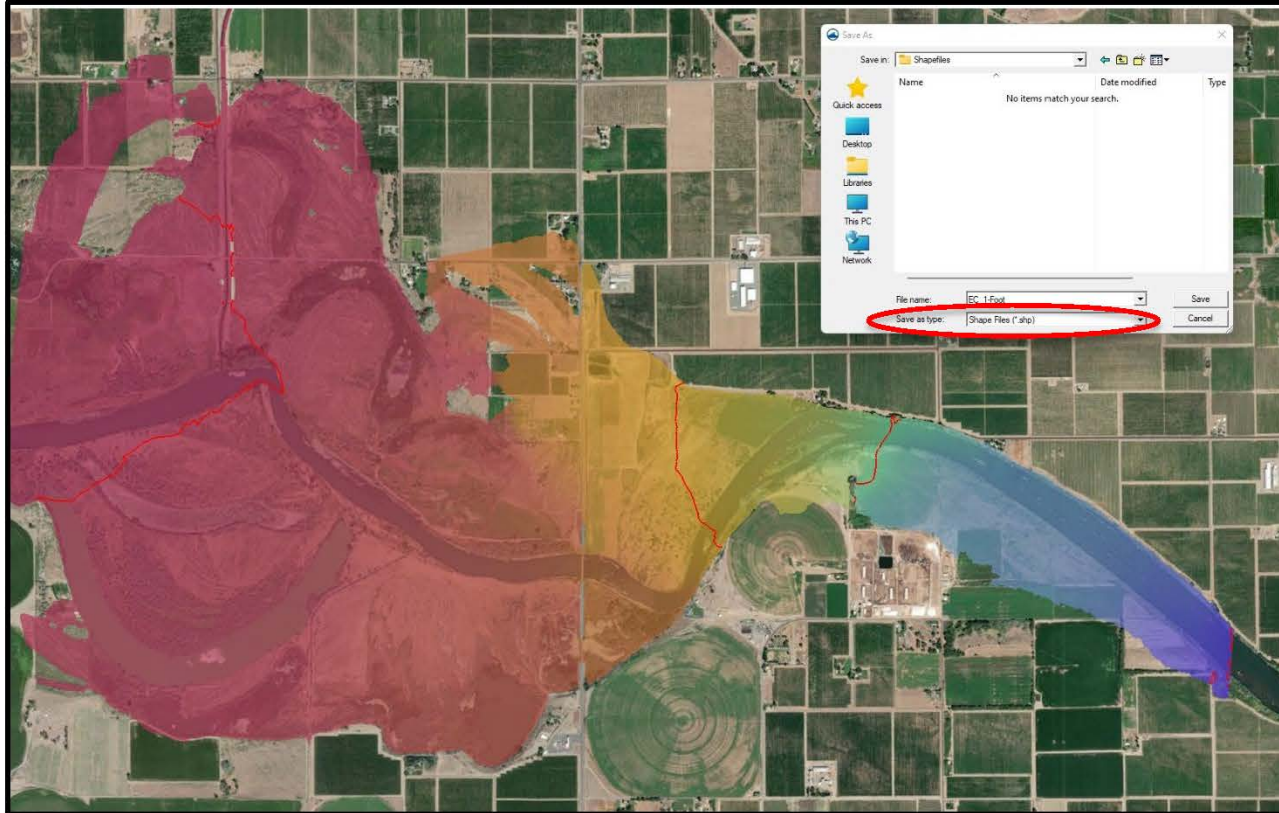 Save As
Save in: Shapefiles
Name Date modified Type
No items match your search.
Quick access
Desktop
Libraries
This PC
Network
File name: EC_1-Foot Save
Save as type: Shape Files (*.shp) Cancel